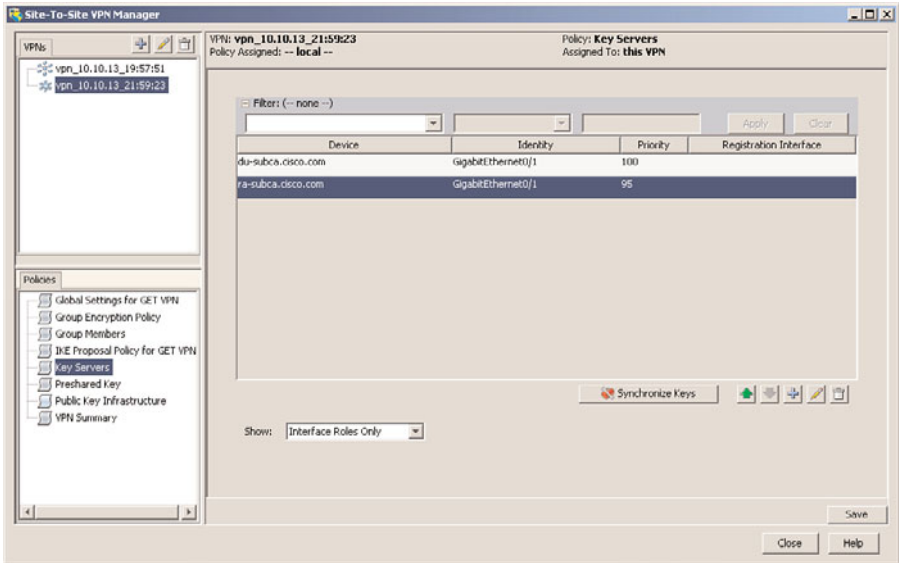 Site-To-Site VPN Manager
VPNs
vpn_10.10.13_19:57:51
vpn_10.10.13_21:59:23
VPN: vpn_10.10.13_21:59:23
Policy Assigned: -- local --
Policy: Key Servers
Assigned To: this VPN
Filter: (-- none --)
Apply Clear
Device Identity Priority Registration Interface
du-subca.cisco.com GigabitEthernet0/1 100
ra-subca.cisco.com GigabitEthernet0/1 95
Policies
Global Settings for GET VPN
Group Encryption Policy
Group Members
IKE Proposal Policy for GET VPN
Key Servers
Preshared Key
Public Key Infrastructure
VPN Summary
Synchronize Keys
Show: Interface Roles Only
Save
Close Help